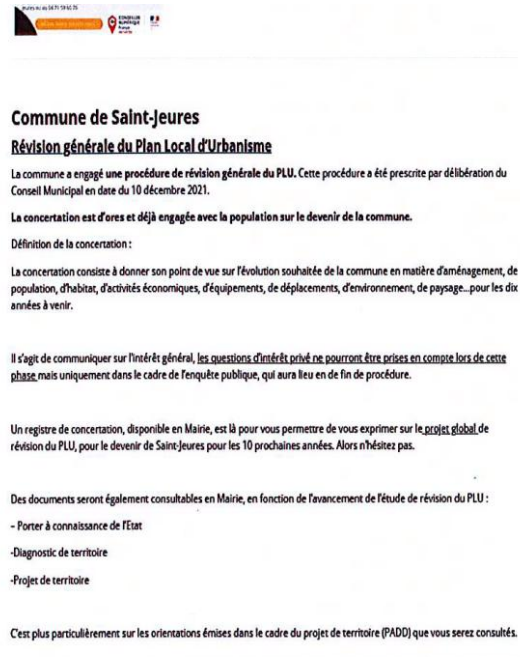 Commune de Saint-Jeures
Révision générale du Plan Local d'Urbanisme
La commune a engagé une procédure de révision générale du PLU. Cette procédure a été prescrite par délibération du
Conseil Municipal en date du 10 décembre 2021.
La concertation est d'ores et déjà engagée avec la population sur le devenir de la commune.
Définition de la concertation :
La concertation consiste à donner son point de vue sur l'évolution souhaitée de la commune en matière d'aménagement, de
population, d'habitat, d'activités économiques, d'équipements, de déplacements, d'environnement, de paysage...pour les dix
années à venir.
Il s'agit de communiquer sur l'intérêt général, les questions d'intérêt privé ne pourront être prises en compte lors de cette
phase mais uniquement dans le cadre de l'enquête publique, qui aura lieu en de fin de procédure.
Un registre de concertation, disponible en Mairie, est là pour vous permettre de vous exprimer sur le projet global de
révision du PLU, pour le devenir de Saint-Jeures pour les 10 prochaines années. Alors n'hésitez pas.
Des documents seront également consultables en Mairie, en fonction de l'avancement de l'étude de révision du PLU :
– Porter à connaissance de l'Etat
-Diagnostic de territoire
-Projet de territoire
C'est plus particulièrement sur les orientations émises dans le cadre du projet de territoire (PADD) que vous serez consultés.